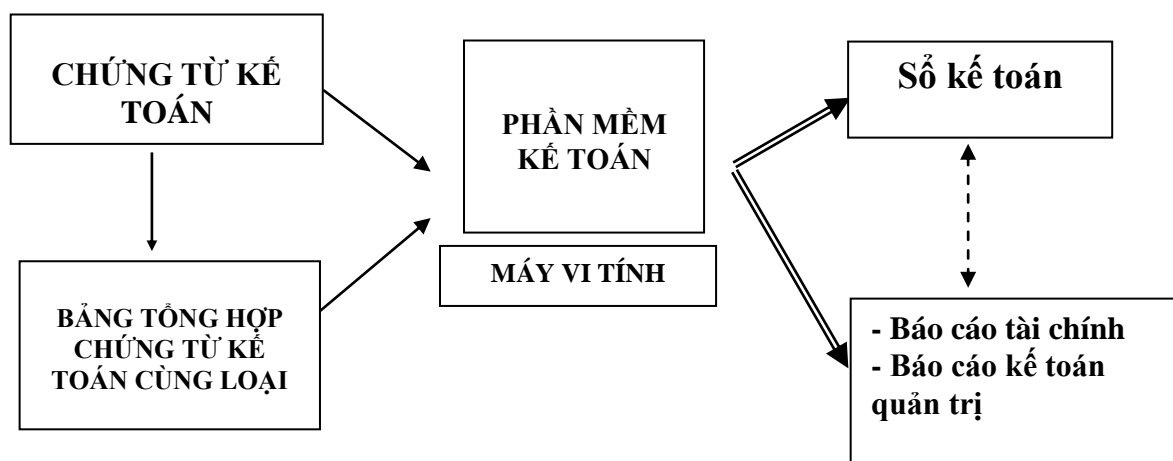 CHỨNG TỪ KẾ
TOÁN
PHẦN MỀM
KẾ TOÁN
Sổ kế toán
MÁY VI TÍNH
BẢNG TỔNG HỢP
CHỨNG TỪ KẾ
TOÁN CÙNG LOẠI
- Báo cáo tài chính
- Báo cáo kế toán
quản trị